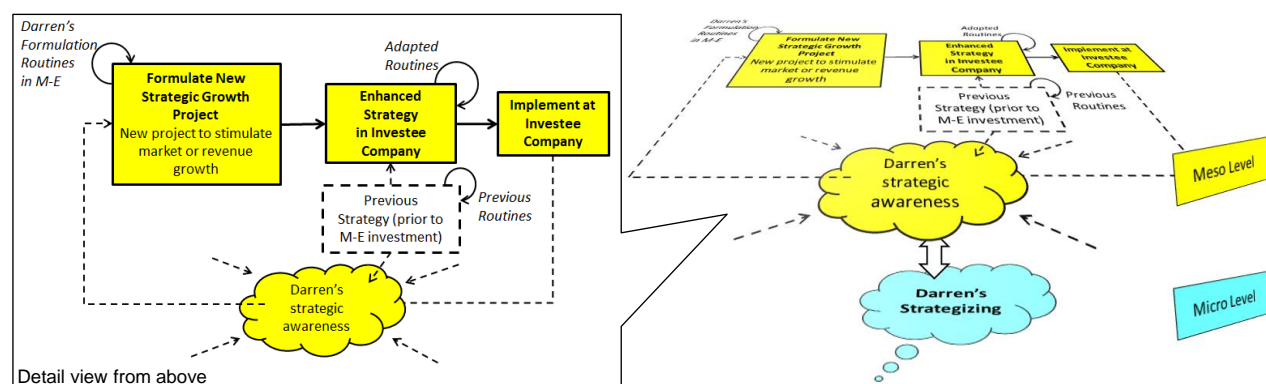 Darren's
Formulation
Routines
in M-E
Adapted
Routines
Formulate New
Strategic Growth
Project
New project to stimulate
market or revenue
growth
Enhanced
Strategy
in Investee
Company
Implement at
Investee
Company
Previous
Strategy (prior to
M-E investment)
Previous
Routines
Darren's
strategic
awareness
Detail view from above
Darren's
Formulation
Routines
in M-E
Adapted
Routines
Formulate New
Strategic Growth
Project
New project to stimulate
market or revenue
growth
Enhanced
Strategy
in Investee
Company
Implement at
Investee
Company
Previous
Strategy (prior to
M-E investment)
Previous
Routines
Darren's
strategic
awareness
Meso Level
Darren's
Strategizing
Micro Level